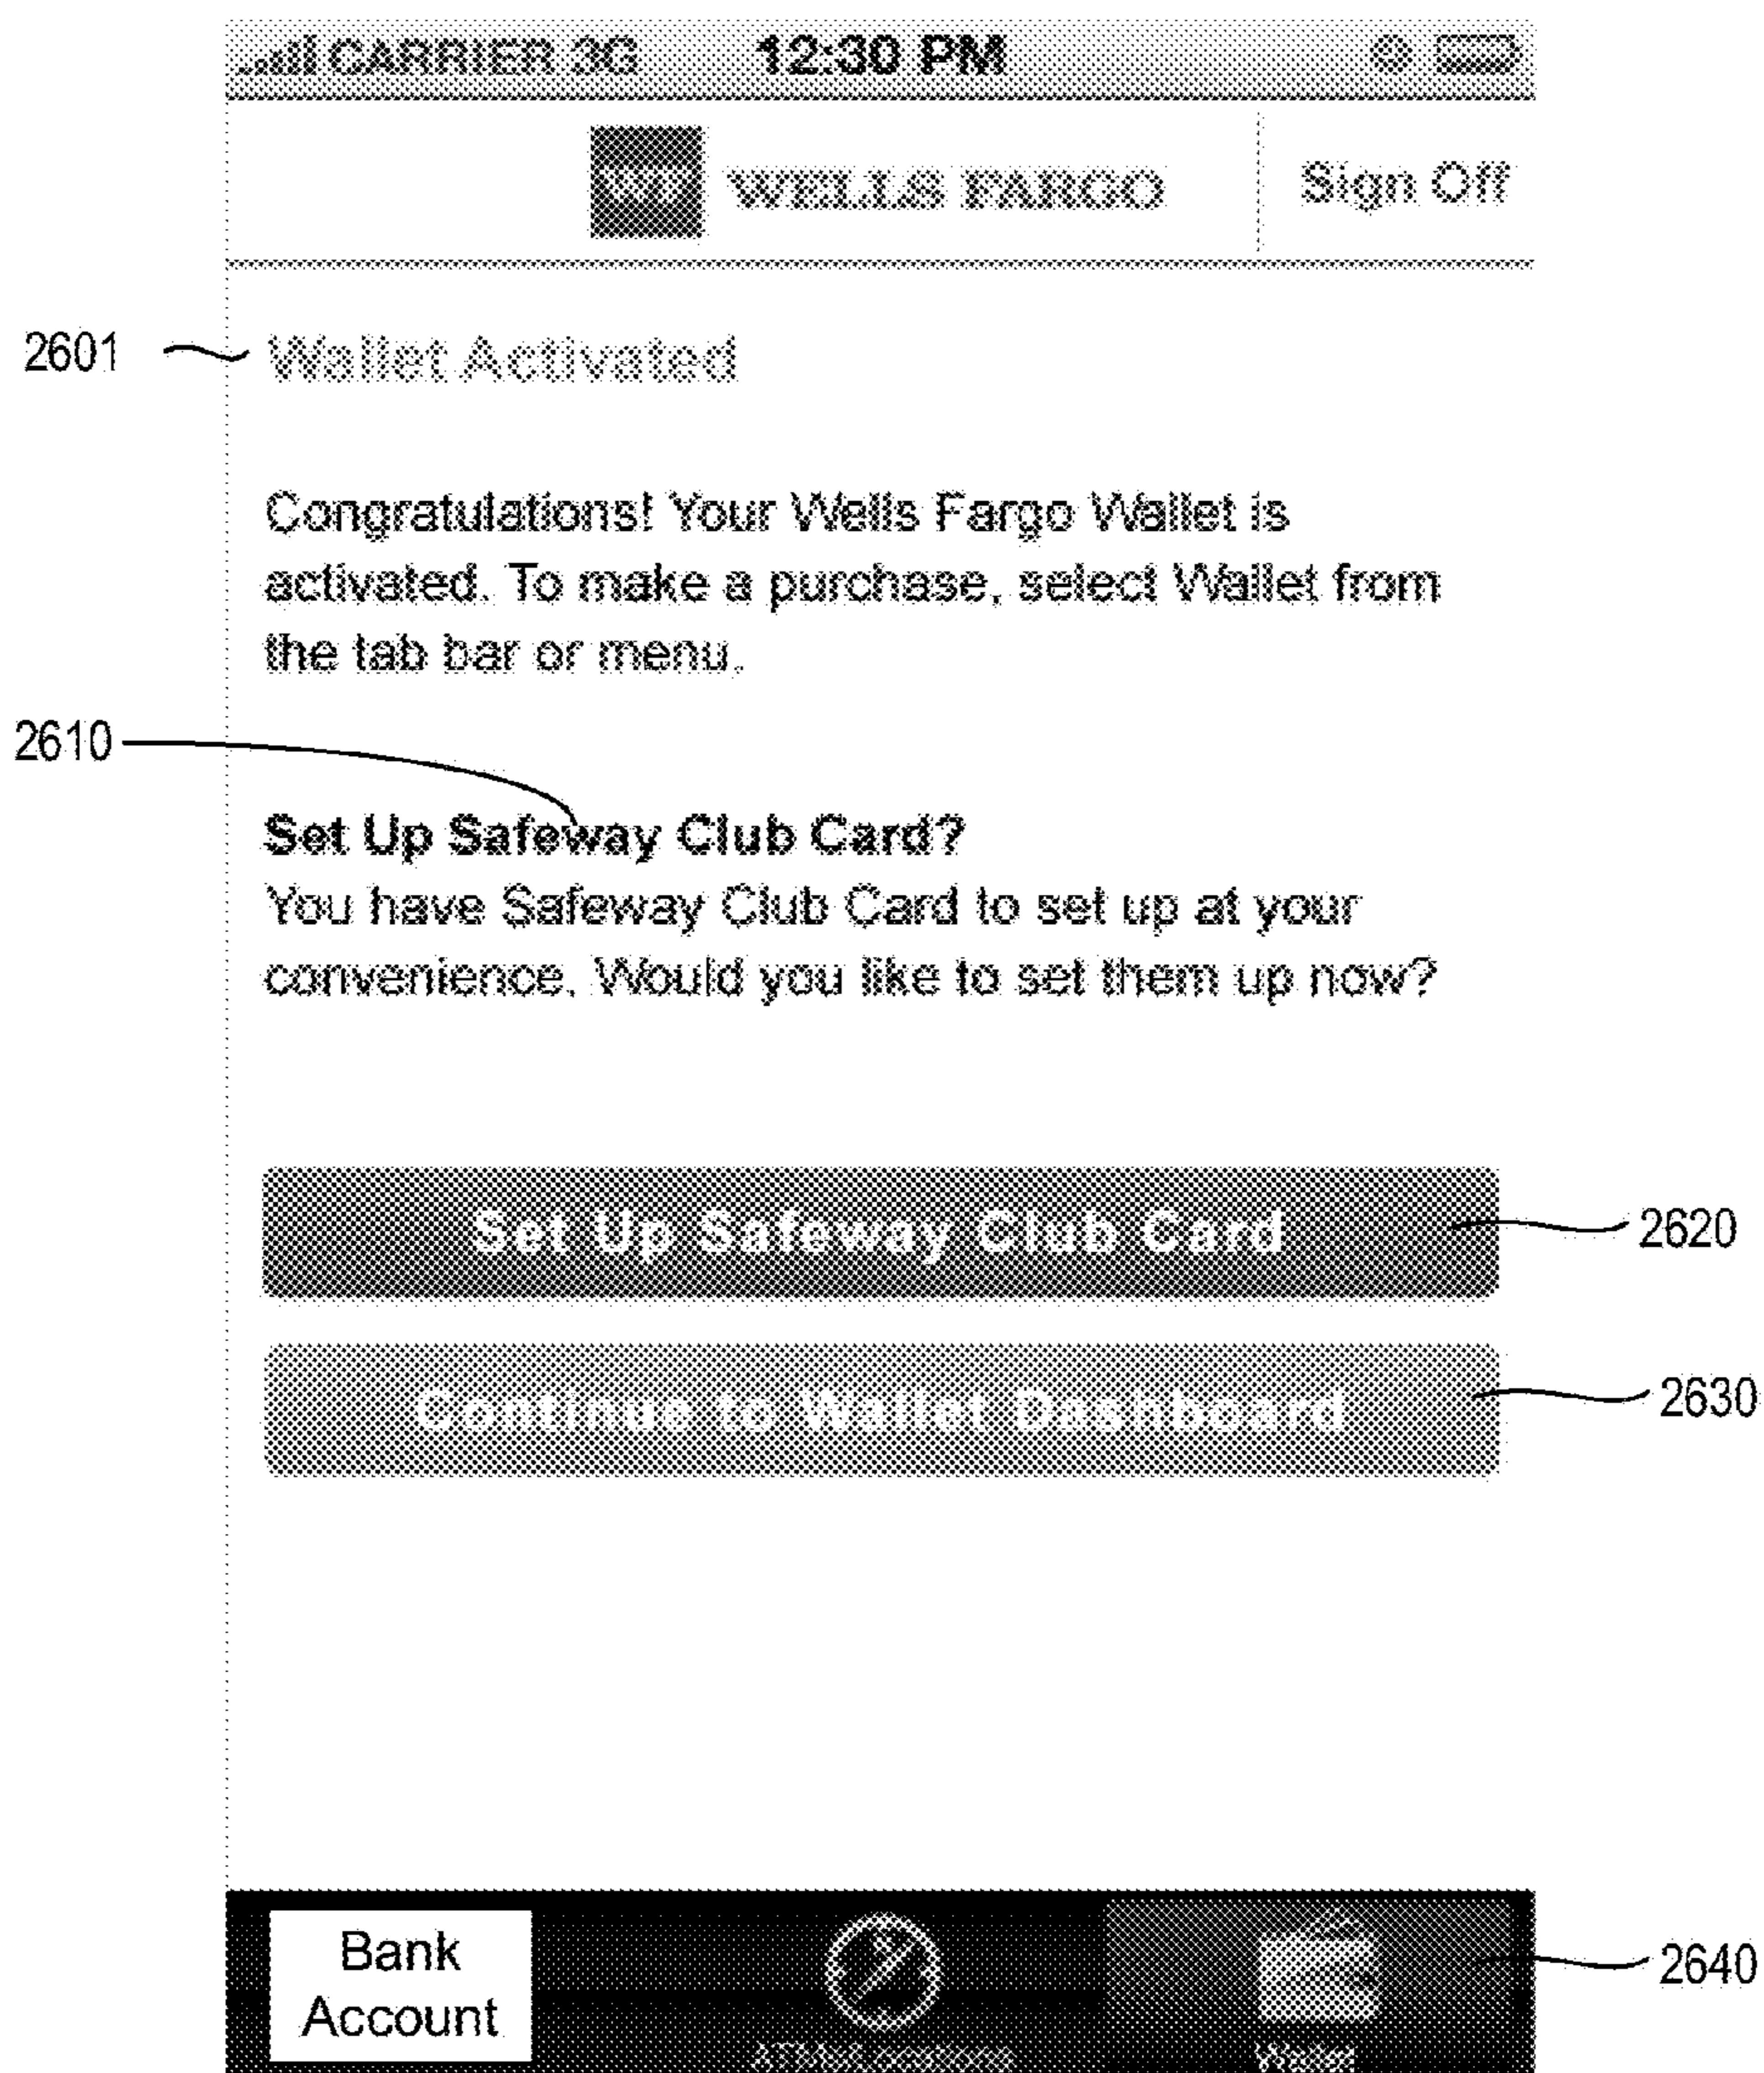 CARRIER 3G 12:30 PM
WELLS FARGO Sign Off
2601 Wallet Activated
Congratulations! Your Wells Fargo Wallet is
activated. To make a purchase, select Wallet from
the tab bar or menu.
2610
Set Up Safeway Club Card?
You have Safeway Club Card to set up at your
convenience. Would you like to set them up now?
Set Up Safeway Club Card 2620
Continue to Wallet Dashboard 2630
Bank
Account
2640
Wallet